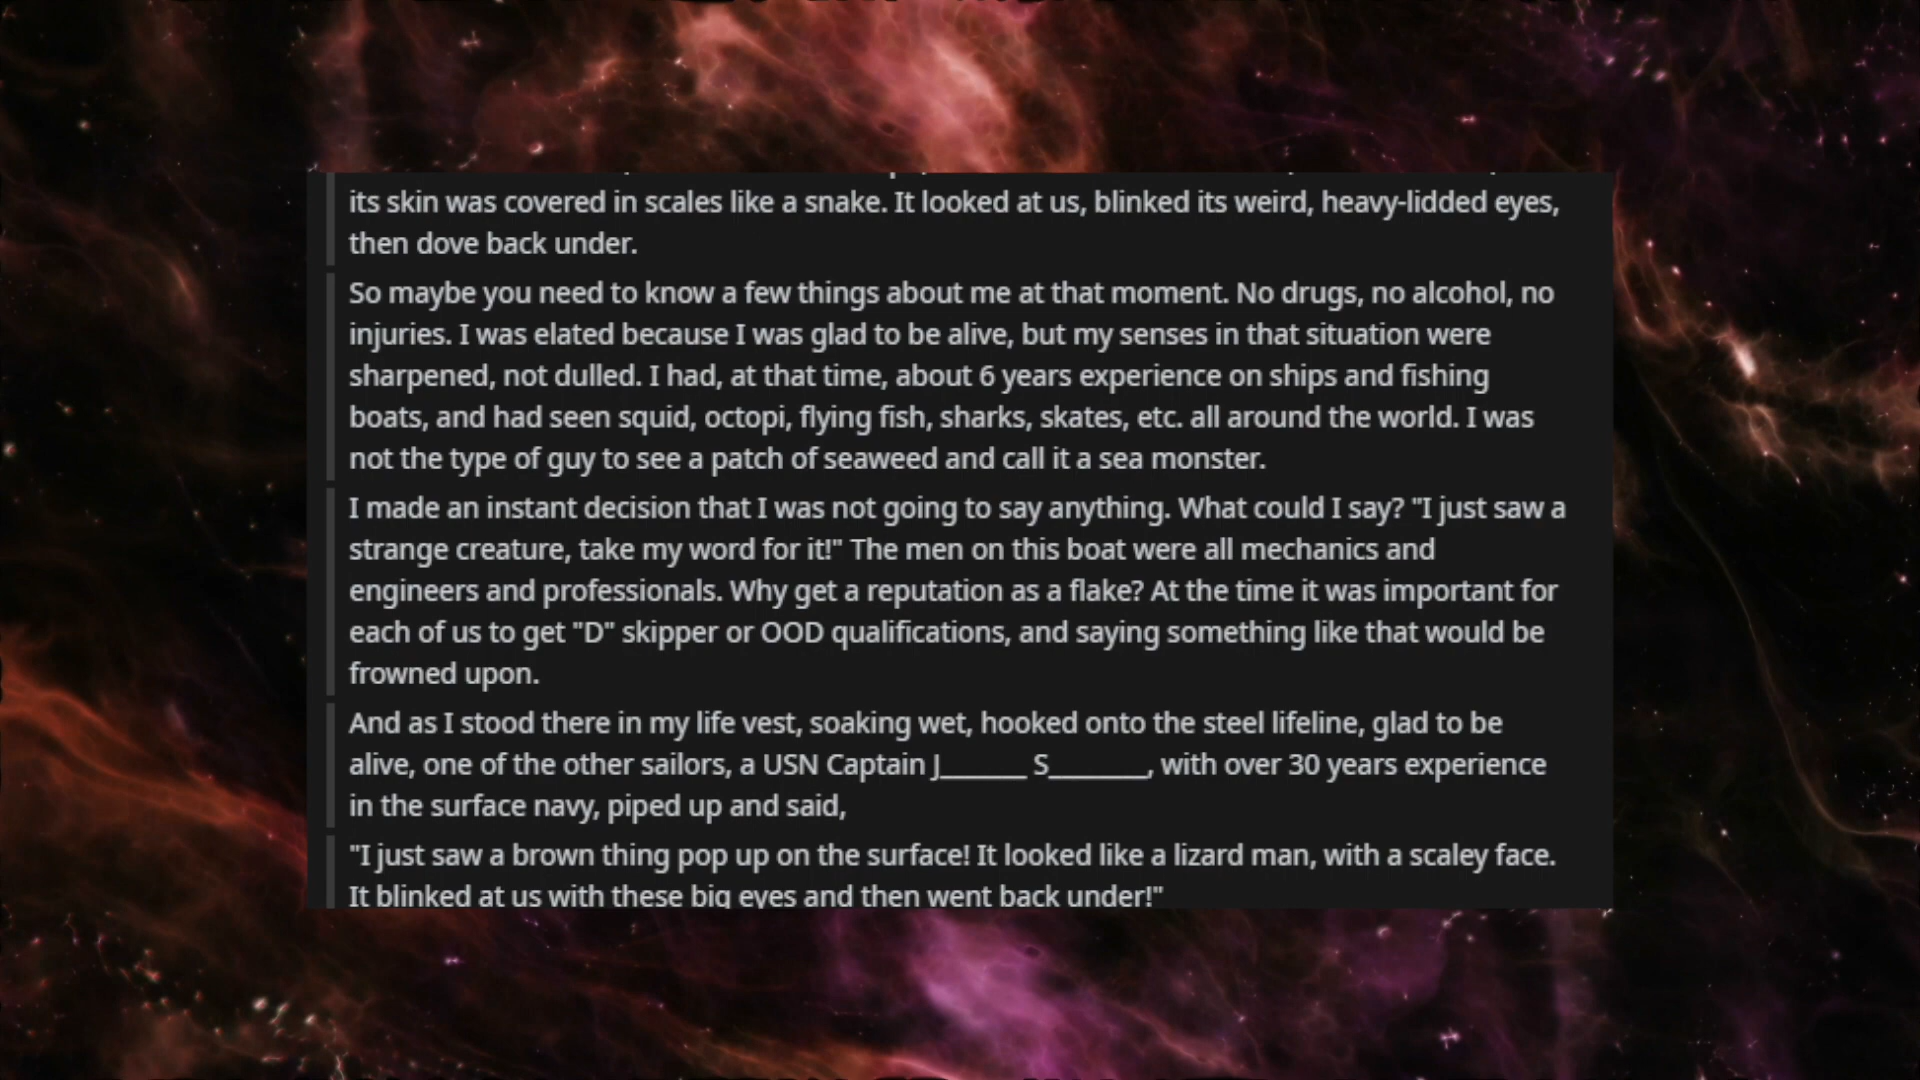 its skin was covered in scales like a snake. It looked at us, blinked its weird, heavy-lidded eyes,
then dove back under.
So maybe you need to know a few things about me at that moment. No drugs, no alcohol, no
injuries. I was elated because I was glad to be alive, but my senses in that situation were
sharpened, not dulled. I had, at that time, about 6 years experience on ships and fishing
boats, and had seen squid, octopi, flying fish, sharks, skates, etc. all around the world. I was
not the type of guy to see a patch of seaweed and call it a sea monster.
I made an instant decision that I was not going to say anything. What could I say? "I just saw a
strange creature, take my word for it!" The men on this boat were all mechanics and
engineers and professionals. Why get a reputation as a flake? At the time it was important for
each of us to get "D" skipper or OOD qualifications, and saying something like that would be
frowned upon.
And as I stood there in my life vest, soaking wet, hooked onto the steel lifeline, glad to be
alive, one of the other sailors, a USN Captain J______ S_______, with over 30 years experience
in the surface navy, piped up and said,
"I just saw a brown thing pop up on the surface! It looked like a lizard man, with a scaley face.
It blinked at us with these big eyes and then went back under!"